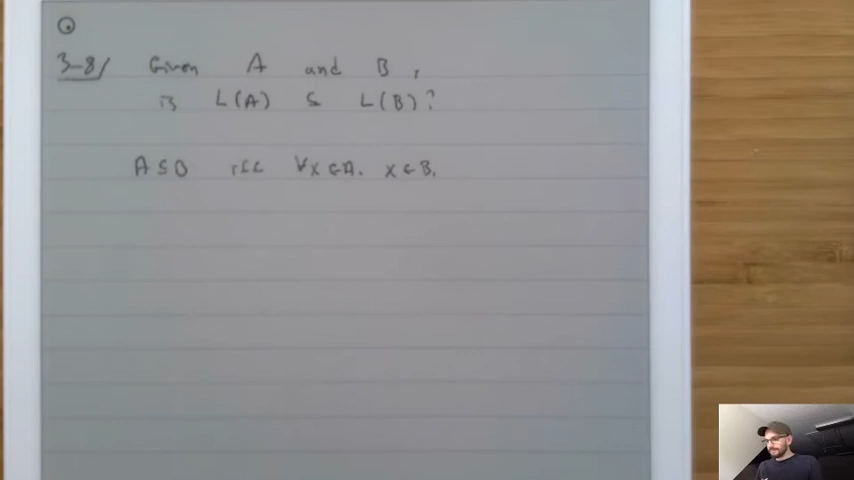 3-8/ Given A and B,
is L(A) ⊆ L(B)?
A ⊆ B iff ∀x∈A. x∈B.